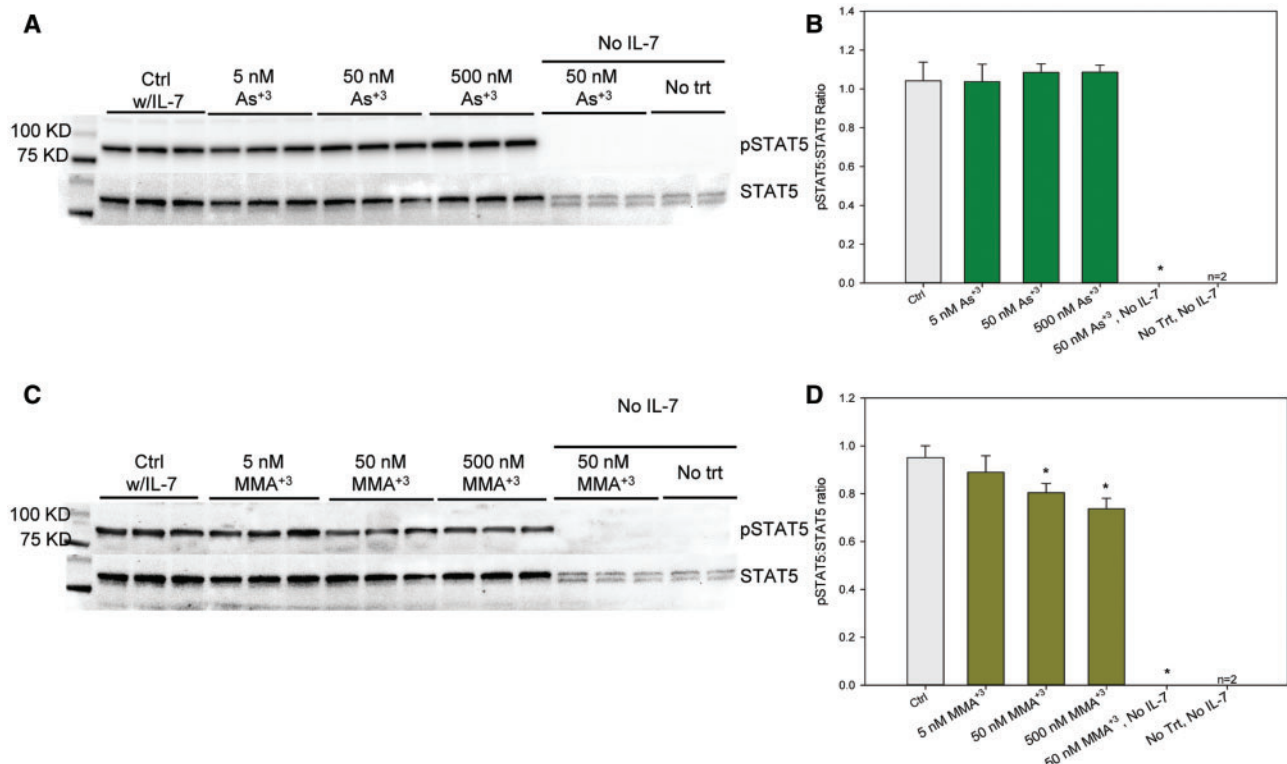 A
No IL-7
Ctrl w/IL-7
5 nM As⁺³
50 nM As⁺³
500 nM As⁺³
50 nM As⁺³
No trt
100 KD
75 KD
pSTAT5
STAT5
B
pSTAT5:STAT5 Ratio
1.4
1.2
1.0
0.8
0.6
0.4
0.2
0.0
*
n=2
Ctrl
5 nM As⁺³
50 nM As⁺³
500 nM As⁺³
50 nM As⁺³, No IL-7
No Trt, No IL-7
C
No IL-7
Ctrl w/IL-7
5 nM MMA⁺³
50 nM MMA⁺³
500 nM MMA⁺³
50 nM MMA⁺³
No trt
100 KD
75 KD
pSTAT5
STAT5
D
pSTAT5:STAT5 ratio
1.2
1.0
0.8
0.6
0.4
0.2
0.0
*
*
*
n=2
Ctrl
5 nM MMA⁺³
50 nM MMA⁺³
500 nM MMA⁺³
50 nM MMA⁺³, No IL-7
No Trt, No IL-7